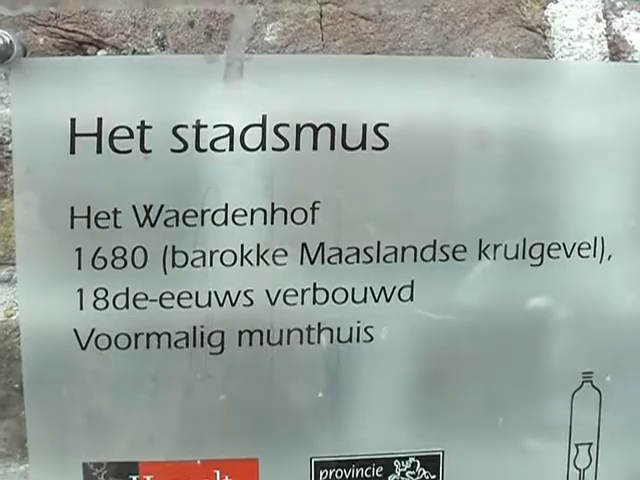 Het stadsmus
Het Waerdenhof
1680 (barokke Maaslandse krulgevel),
18de-eeuws verbouwd
Voormalig munthuis
provincie